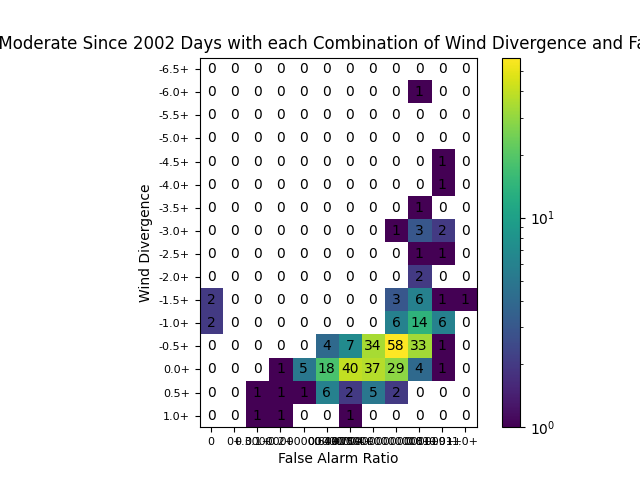 Moderate Since 2002 Days with each Combination of Wind Divergence and Fa
-6.5+ 0 0 0 0 0 0 0 0 0 0 0 0
-6.0+ 0 0 0 0 0 0 0 0 0 1 0 0
-5.5+ 0 0 0 0 0 0 0 0 0 0 0 0
-5.0+ 0 0 0 0 0 0 0 0 0 0 0 0
-4.5+ 0 0 0 0 0 0 0 0 0 0 1 0
-4.0+ 0 0 0 0 0 0 0 0 0 0 1 0
-3.5+ 0 0 0 0 0 0 0 0 0 1 0 0
-3.0+ 0 0 0 0 0 0 0 0 1 3 2 0
-2.5+ 0 0 0 0 0 0 0 0 0 1 1 0
-2.0+ 0 0 0 0 0 0 0 0 0 2 0 0
-1.5+ 2 0 0 0 0 0 0 0 3 6 1 1
-1.0+ 2 0 0 0 0 0 0 0 6 14 6 0
-0.5+ 0 0 0 0 0 4 7 34 58 33 1 0
0.0+ 0 0 0 1 5 18 40 37 29 4 1 0
0.5+ 0 0 1 1 1 6 2 5 2 0 0 0
1.0+ 0 0 1 1 0 0 1 0 0 0 0 0
0
False Alarm Ratio
Wind Divergence
10¹
10⁰